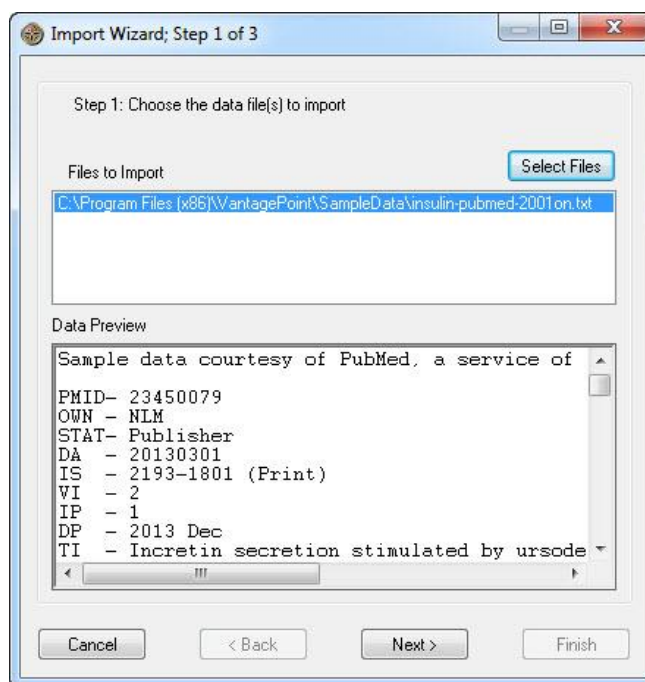 Import Wizard; Step 1 of 3
Step 1: Choose the data file(s) to import
Files to Import
Select Files
C:\Program Files (x86)\VantagePoint\SampleData\insulin-pubmed-2001on.txt
Data Preview
Sample data courtesy of PubMed, a service of
PMID- 23450079
OWN - NLM
STAT- Publisher
DA  - 20130301
IS  - 2193-1801 (Print)
VI  - 2
IP  - 1
DP  - 2013 Dec
TI  - Incretin secretion stimulated by ursode
Cancel
< Back
Next >
Finish